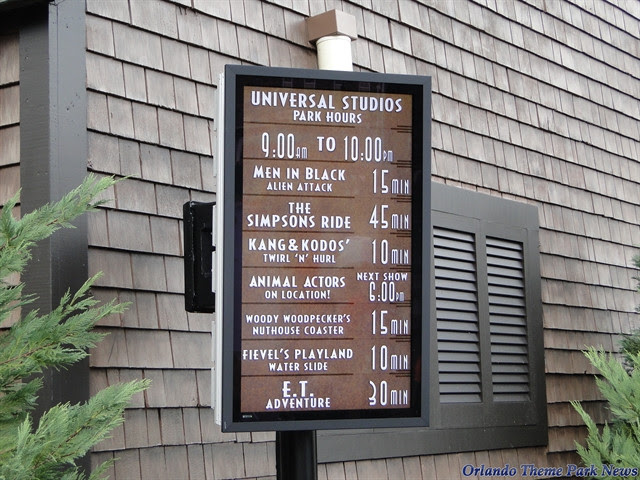 UNIVERSAL STUDIOS
PARK HOURS
9:00AM TO 10:00PM
MEN IN BLACK
ALIEN ATTACK
15 MIN
THE
SIMPSONS RIDE
45 MIN
KANG & KODOS'
TWIRL 'N' HURL
10 MIN
ANIMAL ACTORS
ON LOCATION!
NEXT SHOW
6:00PM
WOODY WOODPECKER'S
NUTHOUSE COASTER
15 MIN
FIEVEL'S PLAYLAND
WATER SLIDE
10 MIN
E.T.
ADVENTURE
30 MIN
Orlando Theme Park News